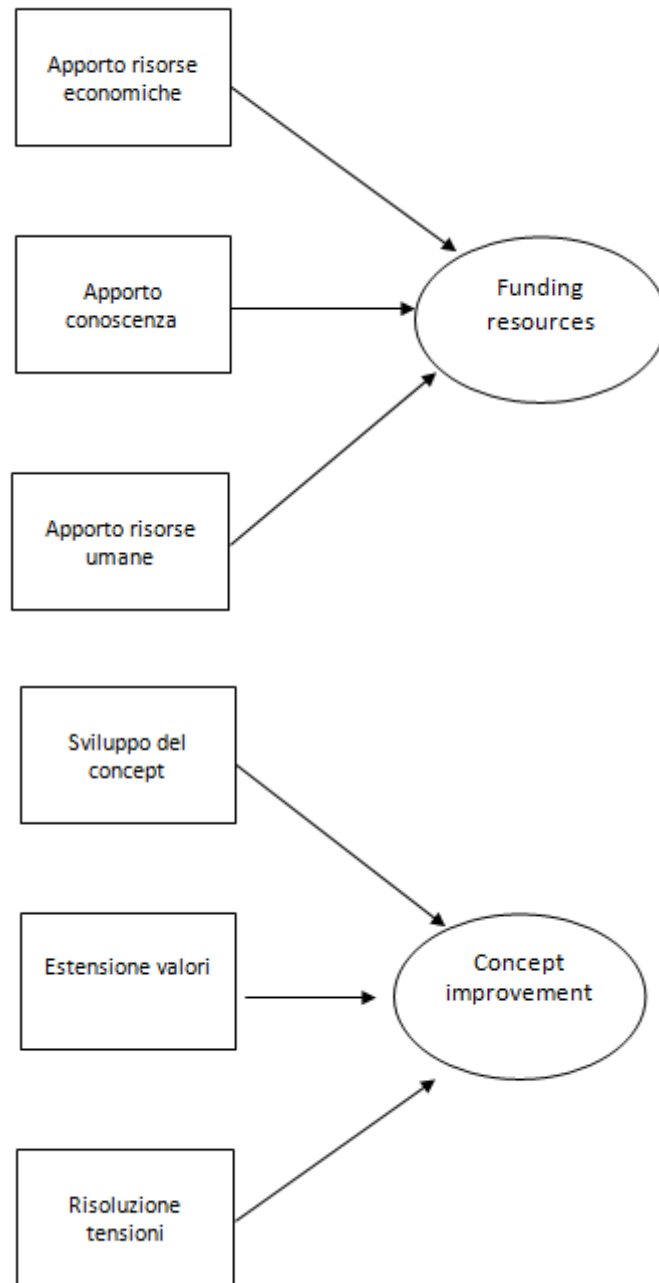 Apporto risorse
economiche
Apporto
conoscenza
Funding
resources
Apporto risorse
umane
Sviluppo del
concept
Estensione valori
Concept
improvement
Risoluzione
tensioni